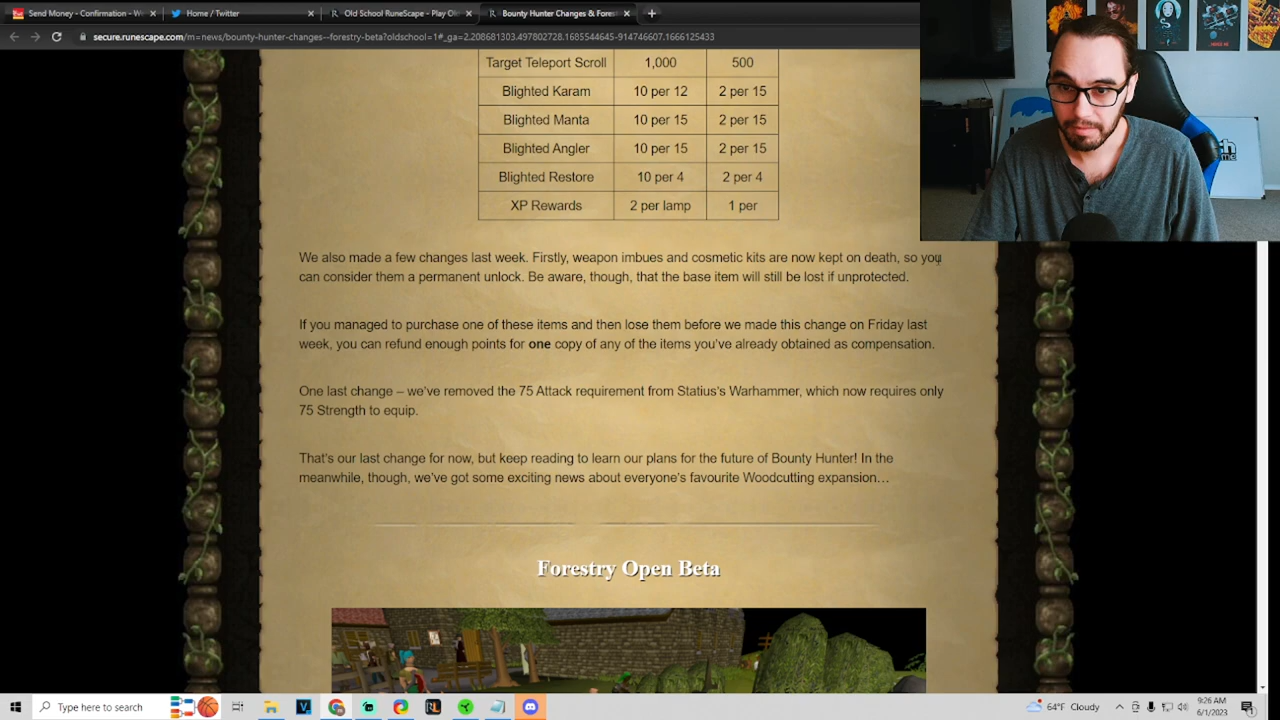 Send Money - Confirmation - W
Home / Twitter
Old School RuneScape - Play Ol
Bounty Hunter Changes & Fores
secure.runescape.com/m=news/bounty-hunter-changes--forestry-beta?oldschool=1#_ga=2.208681303.497802728.1685544645-914746607.1666125433
Target Teleport Scroll 1,000 500
Blighted Karam 10 per 12 2 per 15
Blighted Manta 10 per 15 2 per 15
Blighted Angler 10 per 15 2 per 15
Blighted Restore 10 per 4 2 per 4
XP Rewards 2 per lamp 1 per
We also made a few changes last week. Firstly, weapon imbues and cosmetic kits are now kept on death, so you
can consider them a permanent unlock. Be aware, though, that the base item will still be lost if unprotected.
If you managed to purchase one of these items and then lose them before we made this change on Friday last
week, you can refund enough points for one copy of any of the items you've already obtained as compensation.
One last change – we've removed the 75 Attack requirement from Statius's Warhammer, which now requires only
75 Strength to equip.
That's our last change for now, but keep reading to learn our plans for the future of Bounty Hunter! In the
meanwhile, though, we've got some exciting news about everyone's favourite Woodcutting expansion…
Forestry Open Beta
Type here to search
64°F Cloudy
9:26 AM
6/1/2023